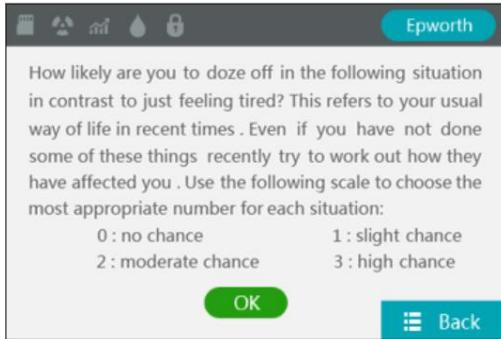 Epworth
How likely are you to doze off in the following situation
in contrast to just feeling tired? This refers to your usual
way of life in recent times . Even if you have not done
some of these things recently try to work out how they
have affected you . Use the following scale to choose the
most appropriate number for each situation:
0 : no chance 1 : slight chance
2 : moderate chance 3 : high chance
OK
Back